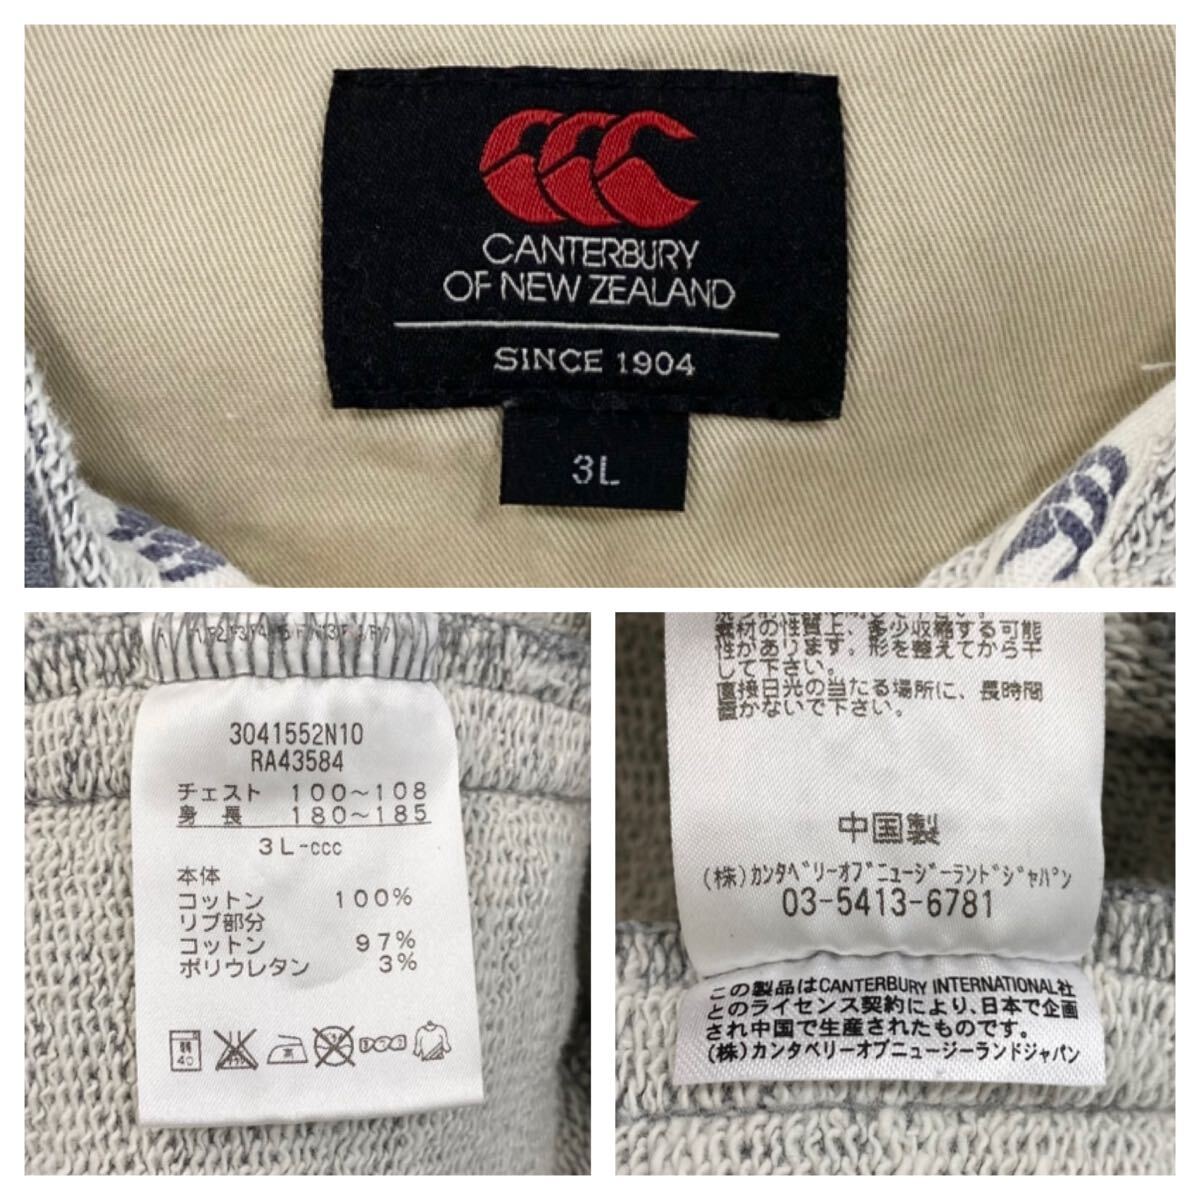 CANTERBURY
OF NEW ZEALAND
SINCE 1904
3L
3041552N10
RA43584
チェスト 100～108
身 長 180～185
3L-ccc
本体
コットン 100%
リブ部分
コットン 97%
ポリウレタン 3%
弱
40
高
素材の性質上、多少収縮する可能
性があります。形を整えてから干
して下さい。
直接日光の当たる場所に、長時間
置かないで下さい。
中国製
(株)カンタベリーオブニュージーランドジャパン
03-5413-6781
この製品はCANTERBURY INTERNATIONAL社
とのライセンス契約により、日本で企画
され中国で生産されたものです。
(株)カンタベリーオブニュージーランドジャパン